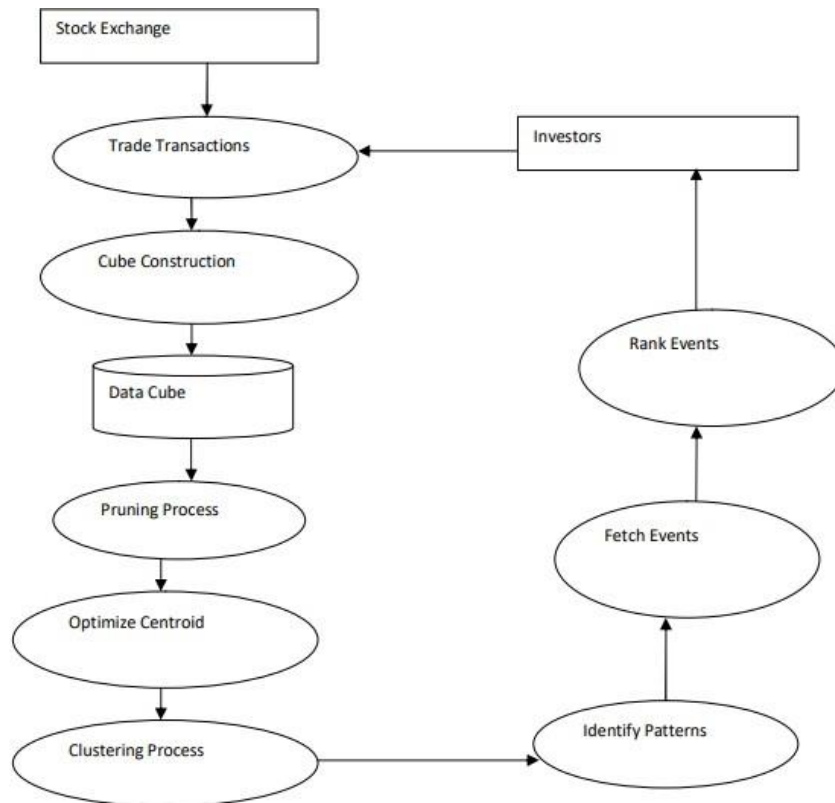 Stock Exchange
Trade Transactions
Investors
Cube Construction
Rank Events
Data Cube
Pruning Process
Fetch Events
Optimize Centroid
Clustering Process
Identify Patterns